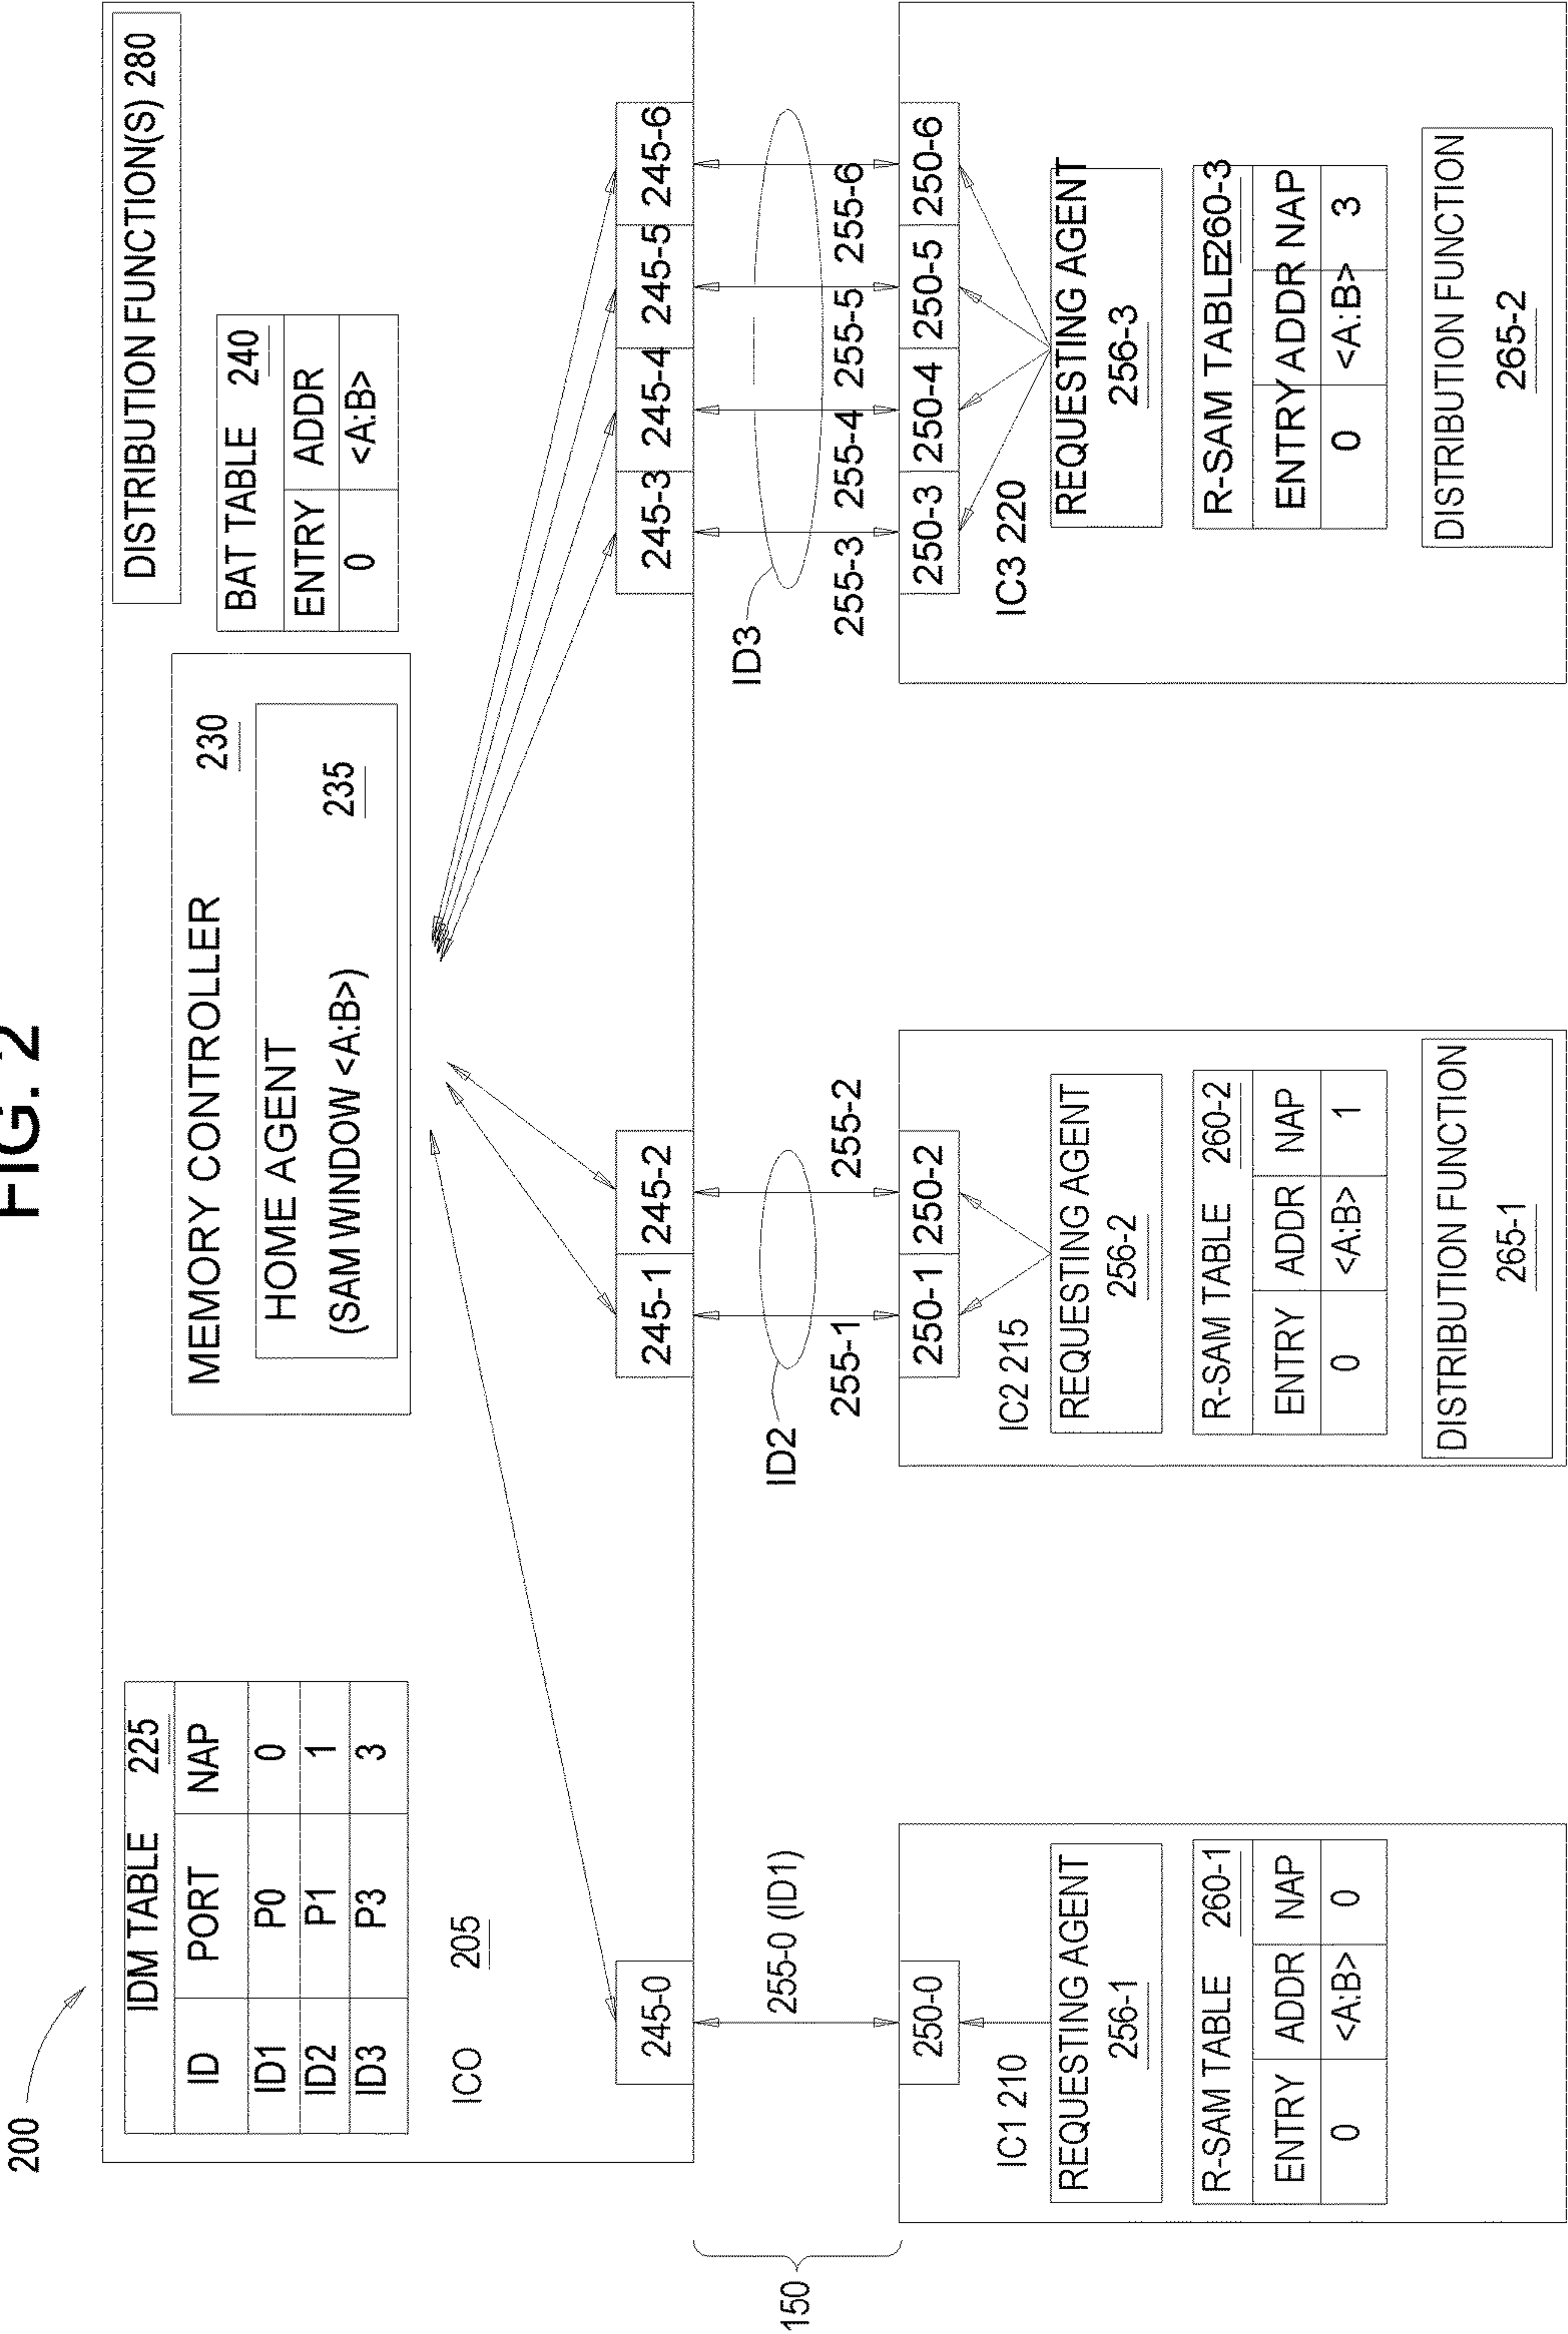 FIG. 2
200
IDM TABLE 225
ID PORT NAP
ID1 P0 0
ID2 P1 1
ID3 P3 3
ICO 205
MEMORY CONTROLLER 230
HOME AGENT
(SAM WINDOW <A:B>) 235
DISTRIBUTION FUNCTION(S) 280
BAT TABLE 240
ENTRY ADDR
0 <A:B>
245-0
245-1 245-2
245-3 245-4 245-5 245-6
150
255-0 (ID1)
ID2
255-1 255-2
ID3
255-3 255-4 255-5 255-6
250-0
IC1 210
REQUESTING AGENT
256-1
R-SAM TABLE 260-1
ENTRY ADDR NAP
0 <A:B> 0
250-1 250-2
IC2 215
REQUESTING AGENT
256-2
R-SAM TABLE 260-2
ENTRY ADDR NAP
0 <A:B> 1
DISTRIBUTION FUNCTION
265-1
250-3 250-4 250-5 250-6
IC3 220
REQUESTING AGENT
256-3
R-SAM TABLE260-3
ENTRY ADDR NAP
0 <A:B> 3
DISTRIBUTION FUNCTION
265-2